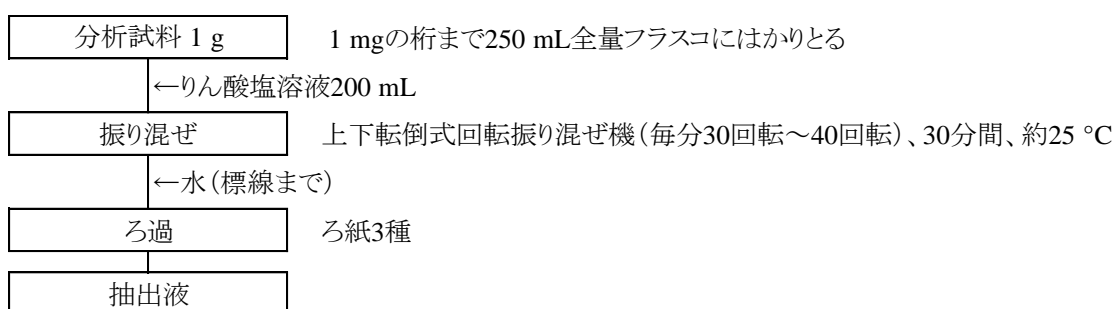 分析試料 1 g 1 mgの桁まで250 mL全量フラスコにはかりとる
←りん酸塩溶液200 mL
振り混ぜ 上下転倒式回転振り混ぜ機（毎分30回転～40回転）、30分間、約25 °C
←水（標線まで）
ろ過 ろ紙3種
抽出液